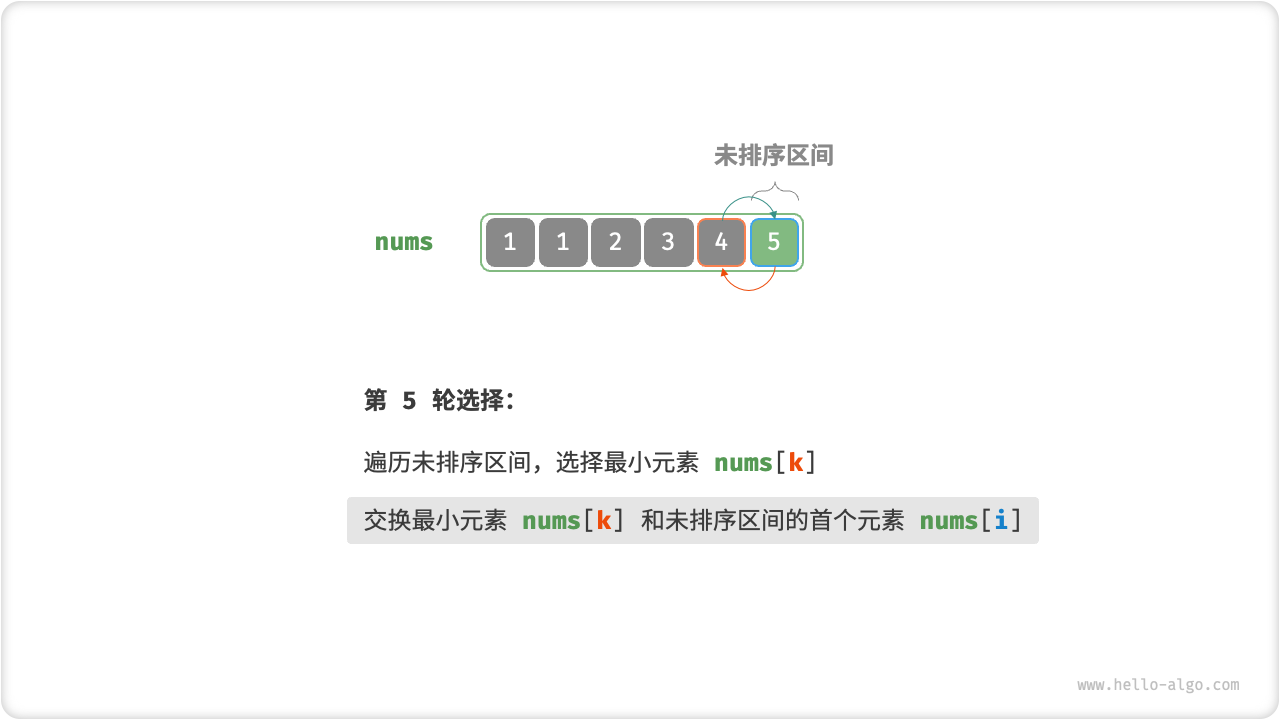 未排序区间
nums 1 1 2 3 4 5
第 5 轮选择：
遍历未排序区间，选择最小元素 nums[k]
交换最小元素 nums[k] 和未排序区间的首个元素 nums[i]
www.hello-algo.com